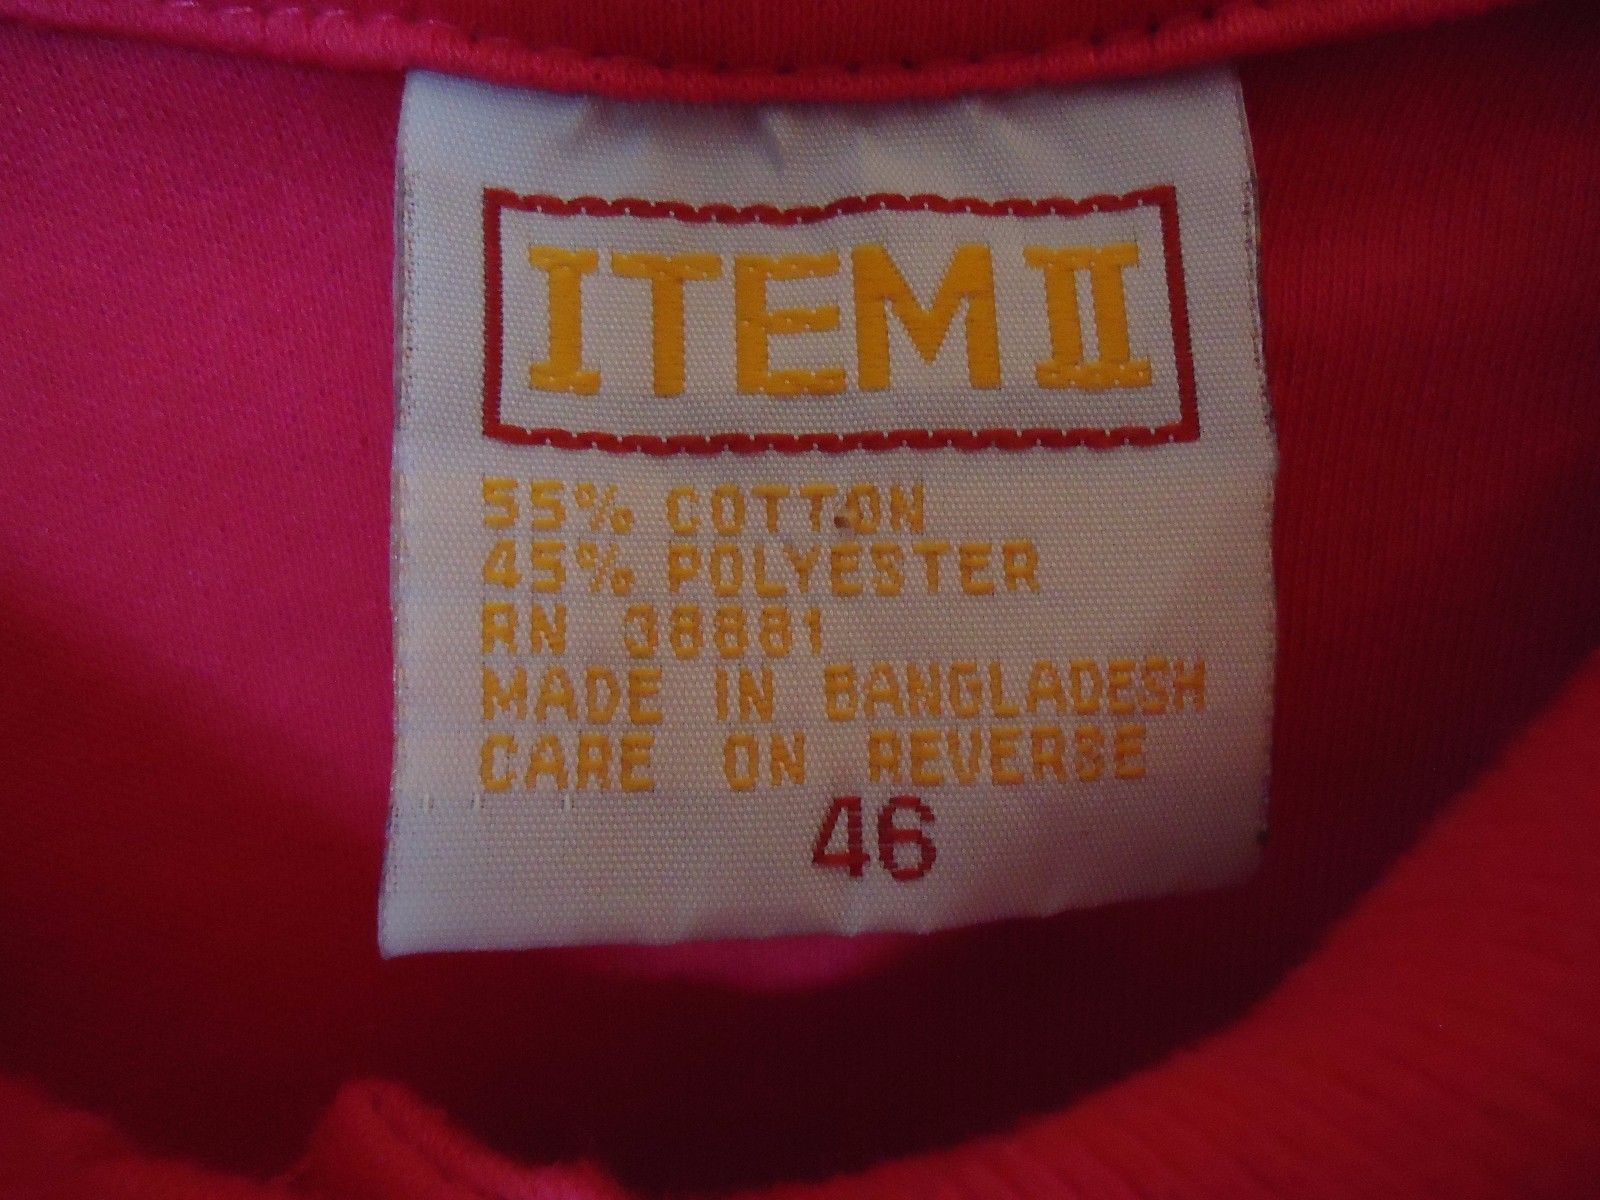 ITEM II
55% COTTON
45% POLYESTER
RN 38881
MADE IN BANGLADESH
CARE ON REVERSE
46